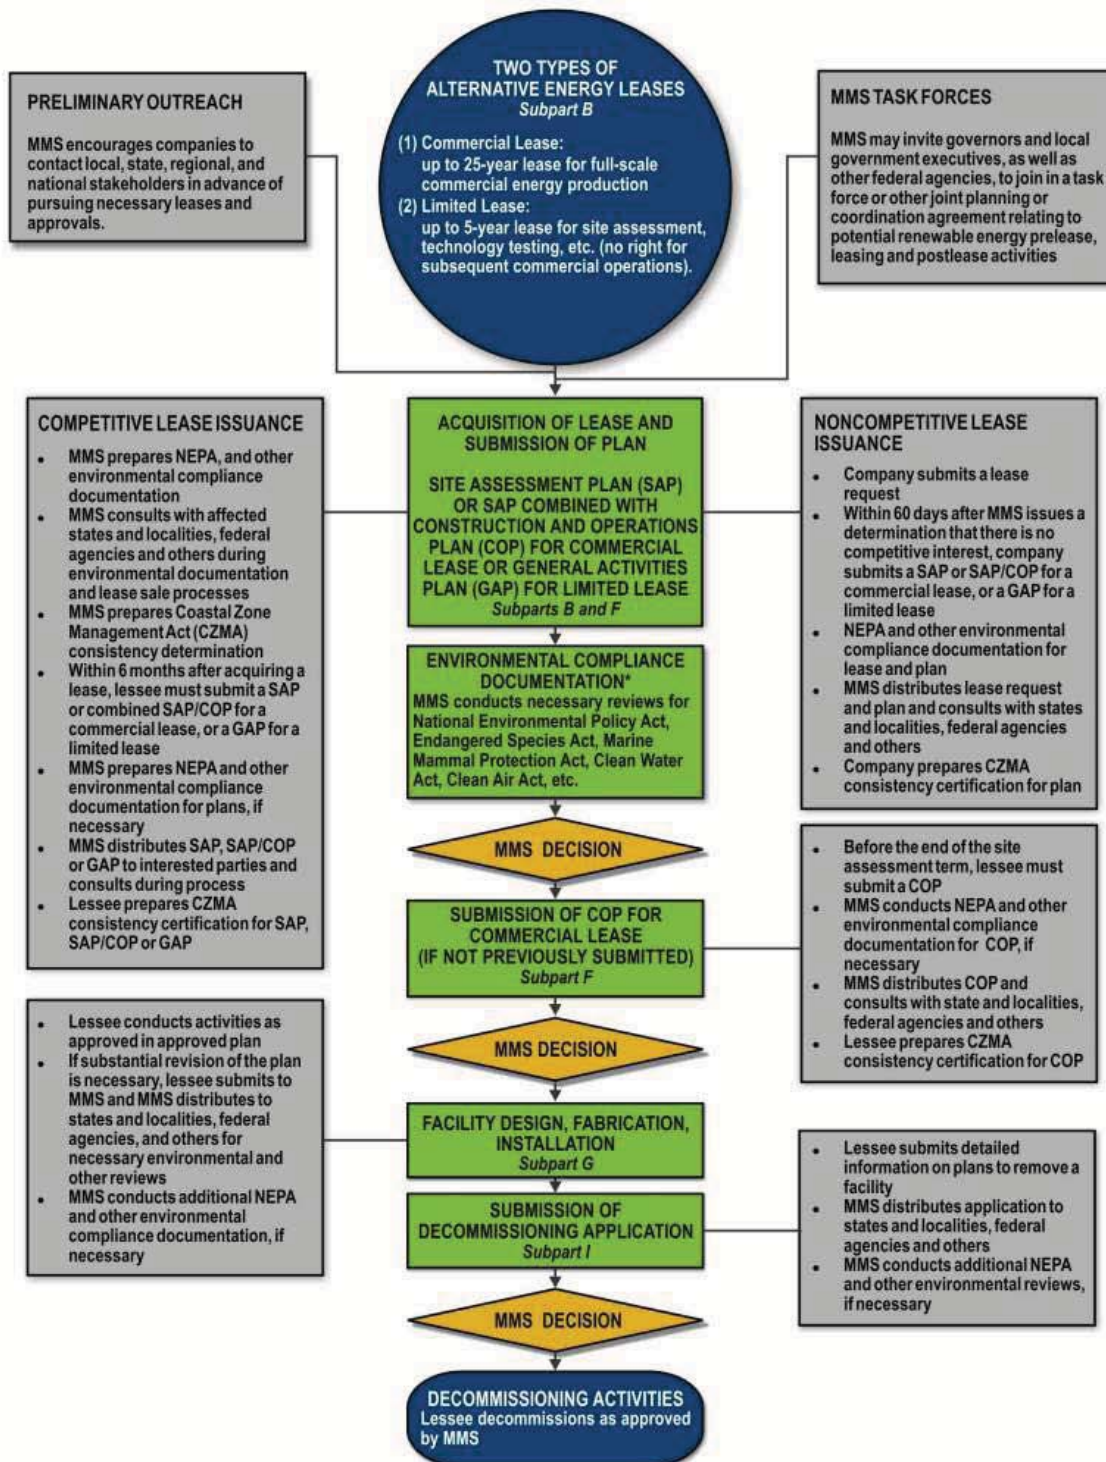 TWO TYPES OF
ALTERNATIVE ENERGY LEASES
Subpart B
(1) Commercial Lease:
up to 25-year lease for full-scale
commercial energy production
(2) Limited Lease:
up to 5-year lease for site assessment,
technology testing, etc. (no right for
subsequent commercial operations).
PRELIMINARY OUTREACH
MMS encourages companies to
contact local, state, regional, and
national stakeholders in advance of
pursuing necessary leases and
approvals.
MMS TASK FORCES
MMS may invite governors and local
government executives, as well as
other federal agencies, to join in a task
force or other joint planning or
coordination agreement relating to
potential renewable energy prelease,
leasing and postlease activities
COMPETITIVE LEASE ISSUANCE
• MMS prepares NEPA, and other
environmental compliance
documentation
• MMS consults with affected
states and localities, federal
agencies and others during
environmental documentation
and lease sale processes
• MMS prepares Coastal Zone
Management Act (CZMA)
consistency determination
• Within 6 months after acquiring a
lease, lessee must submit a SAP
or combined SAP/COP for a
commercial lease, or a GAP for a
limited lease
• MMS prepares NEPA and other
environmental compliance
documentation for plans, if
necessary
• MMS distributes SAP, SAP/COP
or GAP to interested parties and
consults during process
• Lessee prepares CZMA
consistency certification for SAP,
SAP/COP or GAP
ACQUISITION OF LEASE AND
SUBMISSION OF PLAN
SITE ASSESSMENT PLAN (SAP)
OR SAP COMBINED WITH
CONSTRUCTION AND OPERATIONS
PLAN (COP) FOR COMMERCIAL
LEASE OR GENERAL ACTIVITIES
PLAN (GAP) FOR LIMITED LEASE
Subparts B and F
NONCOMPETITIVE LEASE
ISSUANCE
• Company submits a lease
request
• Within 60 days after MMS issues a
determination that there is no
competitive interest, company
submits a SAP or SAP/COP for a
commercial lease, or a GAP for a
limited lease
• NEPA and other environmental
compliance documentation for
lease and plan
• MMS distributes lease request
and plan and consults with states
and localities, federal agencies
and others
• Company prepares CZMA
consistency certification for plan
ENVIRONMENTAL COMPLIANCE
DOCUMENTATION*
MMS conducts necessary reviews for
National Environmental Policy Act,
Endangered Species Act, Marine
Mammal Protection Act, Clean Water
Act, Clean Air Act, etc.
MMS DECISION
SUBMISSION OF COP FOR
COMMERCIAL LEASE
(IF NOT PREVIOUSLY SUBMITTED)
Subpart F
• Before the end of the site
assessment term, lessee must
submit a COP
• MMS conducts NEPA and other
environmental compliance
documentation for COP, if
necessary
• MMS distributes COP and
consults with state and localities,
federal agencies and others
• Lessee prepares CZMA
consistency certification for COP
MMS DECISION
• Lessee conducts activities as
approved in approved plan
• If substantial revision of the plan
is necessary, lessee submits to
MMS and MMS distributes to
states and localities, federal
agencies, and others for
necessary environmental and
other reviews
• MMS conducts additional NEPA
and other environmental
compliance documentation, if
necessary
FACILITY DESIGN, FABRICATION,
INSTALLATION
Subpart G
SUBMISSION OF
DECOMMISSIONING APPLICATION
Subpart I
• Lessee submits detailed
information on plans to remove a
facility
• MMS distributes application to
states and localities, federal
agencies and others
• MMS conducts additional NEPA
and other environmental reviews,
if necessary
MMS DECISION
DECOMMISSIONING ACTIVITIES
Lessee decommissions as approved
by MMS